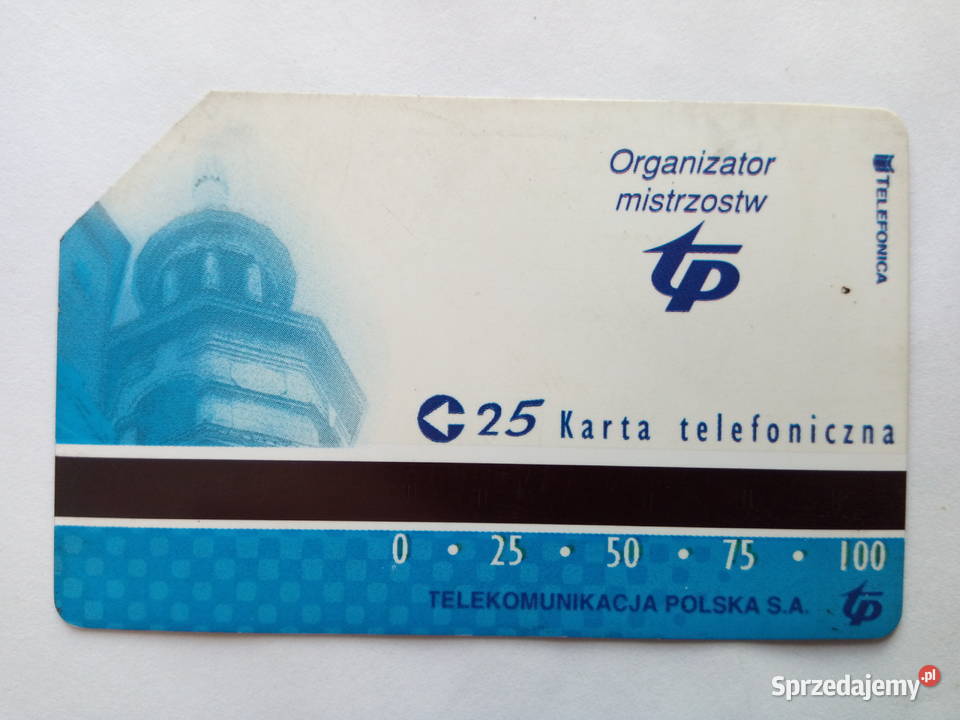 Organizator
mistrzostw
tp
TELEFONICA
25 Karta telefoniczna
0 • 25 • 50 • 75 • 100
TELEKOMUNIKACJA POLSKA S.A. tp
Sprzedajemy.pl